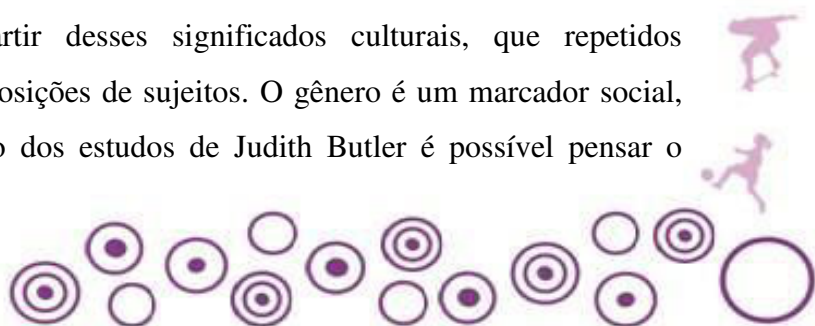 artir desses significados culturais, que repetidos
osições de sujeitos. O gênero é um marcador social,
o dos estudos de Judith Butler é possível pensar o